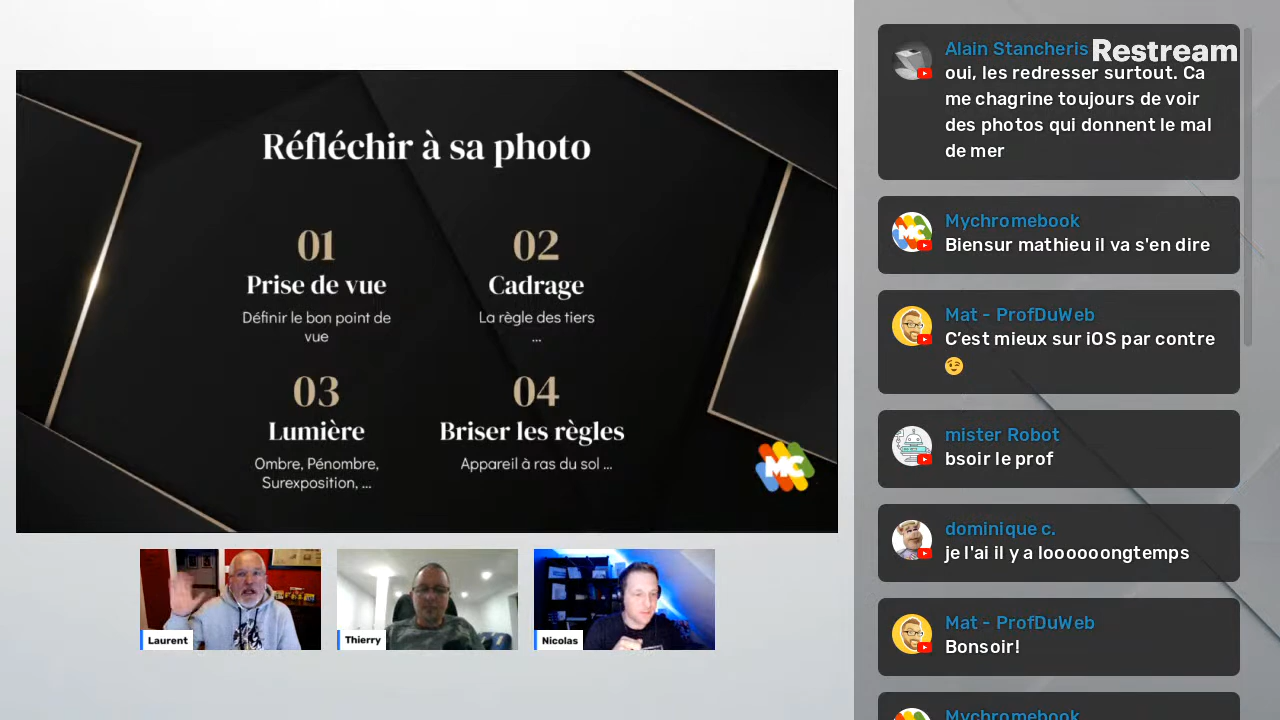 Réfléchir à sa photo
01
Prise de vue
Définir le bon point de
vue
02
Cadrage
La règle des tiers
...
03
Lumière
Ombre, Pénombre,
Surexposition, ...
04
Briser les règles
Appareil à ras du sol ...
MC
Laurent
Thierry
Nicolas
Restream
Alain Stancheris
oui, les redresser surtout. Ca
me chagrine toujours de voir
des photos qui donnent le mal
de mer
Mychromebook
Biensur mathieu il va s'en dire
Mat - ProfDuWeb
C’est mieux sur iOS par contre
😉
mister Robot
bsoir le prof
dominique c.
je l'ai il y a loooooongtemps
Mat - ProfDuWeb
Bonsoir!
Mychromebook